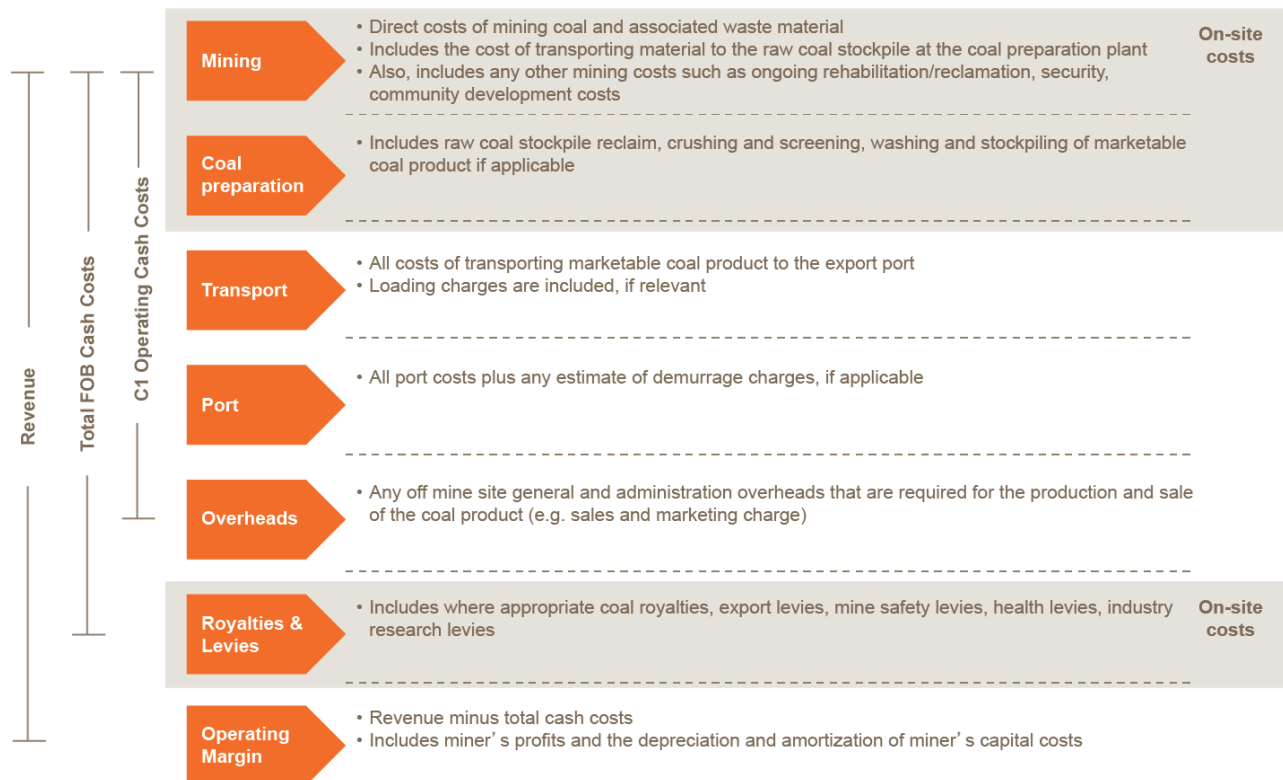 Revenue
Total FOB Cash Costs
C1 Operating Cash Costs
Mining
• Direct costs of mining coal and associated waste material
• Includes the cost of transporting material to the raw coal stockpile at the coal preparation plant
• Also, includes any other mining costs such as ongoing rehabilitation/reclamation, security,
community development costs
On-site
costs
Coal
preparation
• Includes raw coal stockpile reclaim, crushing and screening, washing and stockpiling of marketable
coal product if applicable
Transport
• All costs of transporting marketable coal product to the export port
• Loading charges are included, if relevant
Port
• All port costs plus any estimate of demurrage charges, if applicable
Overheads
• Any off mine site general and administration overheads that are required for the production and sale
of the coal product (e.g. sales and marketing charge)
Royalties &
Levies
• Includes where appropriate coal royalties, export levies, mine safety levies, health levies, industry
research levies
On-site
costs
Operating
Margin
• Revenue minus total cash costs
• Includes miner's profits and the depreciation and amortization of miner's capital costs